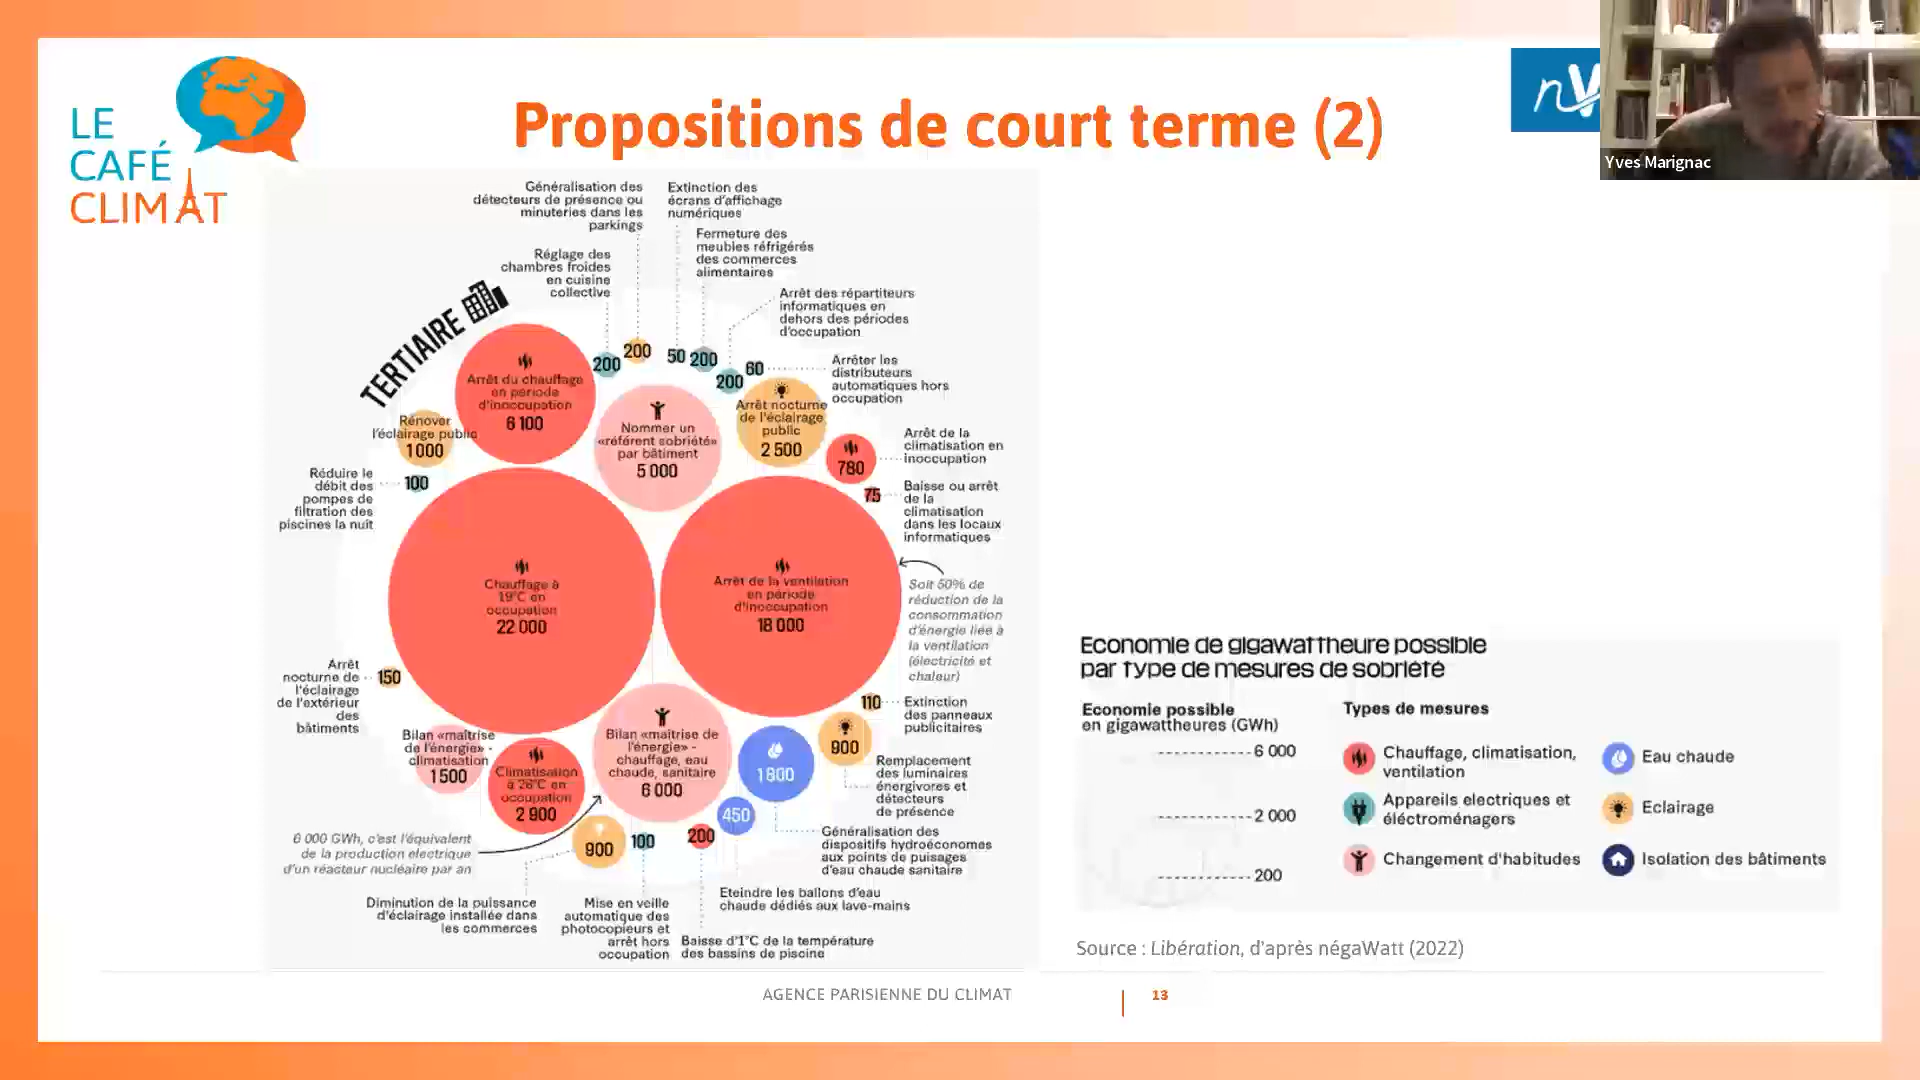 LE
CAFÉ
CLIMAT
Propositions de court terme (2)
Yves Marignac
Généralisation des
détecteurs de présence ou
minuteries dans les
parkings
Extinction des
écrans d'affichage
numériques
Fermeture des
meubles réfrigérés
des commerces
alimentaires
Réglage des
chambres froides
en cuisine
collective
Arrêt des répartiteurs
informatiques en
dehors des périodes
d'occupation
TERTIAIRE
200
200
50
200
200
60
Arrêter les
distributeurs
automatiques hors
occupation
Arrêt du chauffage
en période
d'inoccupation
6 100
Nommer un
«référent sobriété»
par bâtiment
5 000
Arrêt nocturne
de l'éclairage
public
2 500
Rénover
l'éclairage public
1 000
780
Arrêt de la
climatisation en
inoccupation
Réduire le
débit des
pompes de
filtration des
piscines la nuit
100
75
Baisse ou arrêt
de la
climatisation
dans les locaux
informatiques
Chauffage à
19°C en
occupation
22 000
Arrêt de la ventilation
en période
d'inoccupation
18 000
Soit 50% de
réduction de la
consommation
d'énergie liée à
la ventilation
(électricité et
chaleur)
Arrêt
nocturne de
l'éclairage
de l'extérieur
des
bâtiments
150
110
Extinction
des panneaux
publicitaires
Bilan «maîtrise
de l'énergie» -
climatisation
1 500
Climatisation
à 26°C en
occupation
2 900
Bilan «maîtrise de
l'énergie» -
chauffage, eau
chaude, sanitaire
6 000
1 800
900
Remplacement
des luminaires
énergivores et
détecteurs
de présence
6 000 GWh, c'est l'équivalent
de la production electrique
d'un réacteur nucléaire par an
900
100
200
450
Généralisation des
dispositifs hydroéconomes
aux points de puisages
d'eau chaude sanitaire
Diminution de la puissance
d'éclairage installée dans
les commerces
Mise en veille
automatique des
photocopieurs et
arrêt hors
occupation
Eteindre les ballons d'eau
chaude dédiés aux lave-mains
Baisse d'1°C de la température
des bassins de piscine
Economie de gigawattheure possible
par type de mesures de sobriété
Economie possible
en gigawattheures (GWh)
6 000
2 000
200
Types de mesures
Chauffage, climatisation,
ventilation
Appareils electriques et
éléctroménagers
Changement d'habitudes
Eau chaude
Eclairage
Isolation des bâtiments
Source : Libération, d'après négaWatt (2022)
AGENCE PARISIENNE DU CLIMAT
13